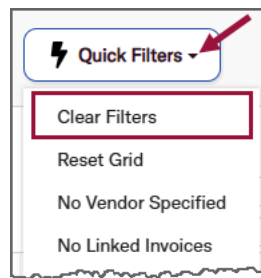 Quick Filters
Clear Filters
Reset Grid
No Vendor Specified
No Linked Invoices